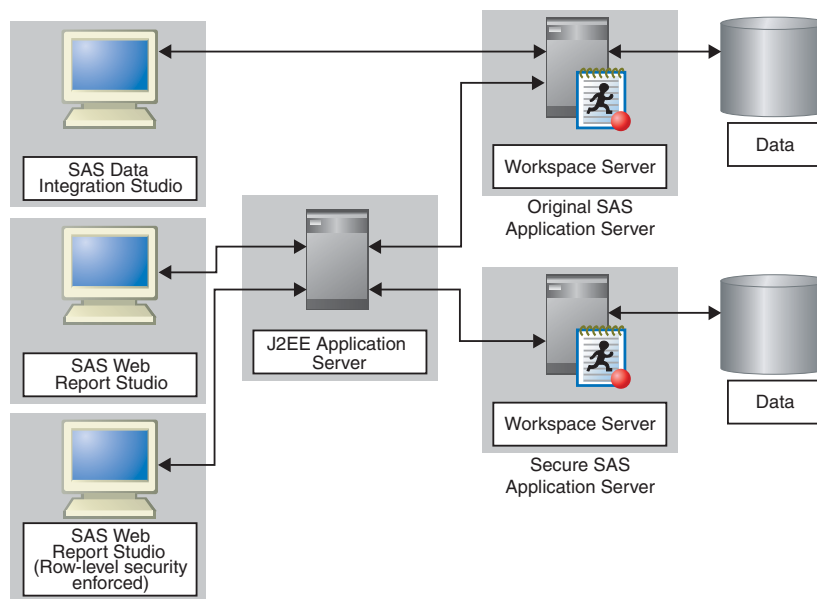 SAS Data
Integration Studio
Workspace Server
Data
Original SAS
Application Server
SAS Web
Report Studio
J2EE Application
Server
Workspace Server
Data
Secure SAS
Application Server
SAS Web
Report Studio
(Row-level security
enforced)